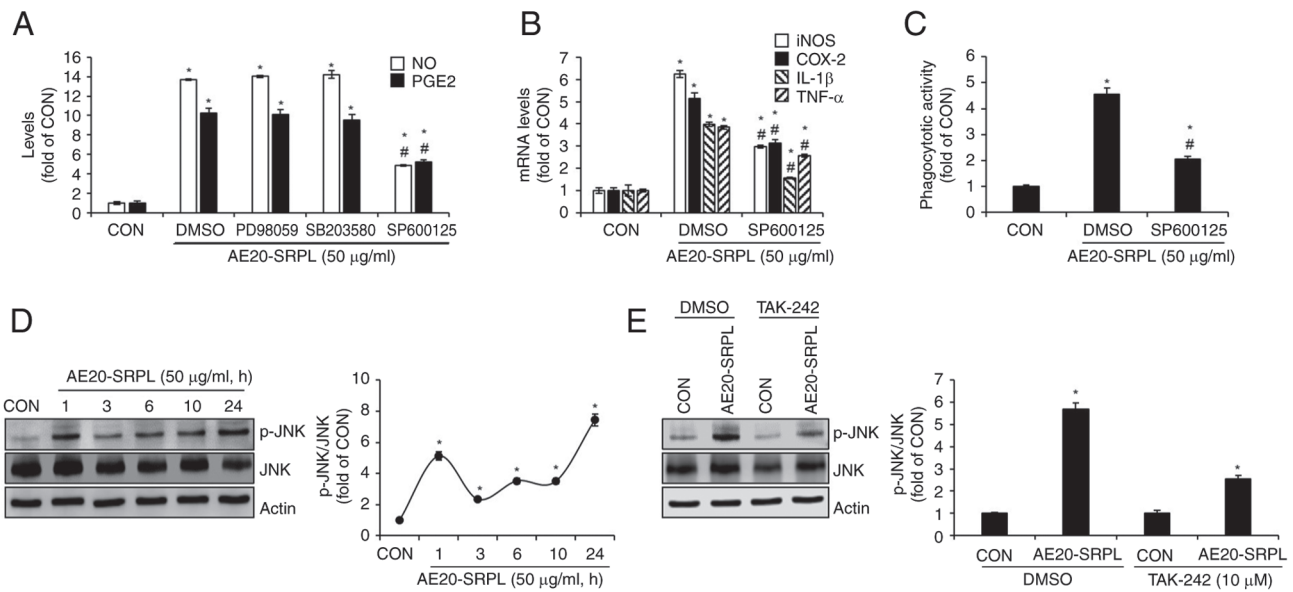 A
Levels
(fold of CON)
16
14
12
10
8
6
4
2
0
NO
PGE2
* * * * * * * *
# #
CON DMSO PD98059 SB203580 SP600125
AE20-SRPL (50 μg/ml)
B
mRNA levels
(fold of CON)
7
6
5
4
3
2
1
0
iNOS
COX-2
IL-1β
TNF-α
* * * * * * * *
# # # #
CON DMSO SP600125
AE20-SRPL (50 μg/ml)
C
Phagocytotic activity
(fold of CON)
6
5
4
3
2
1
0
* *
#
CON DMSO SP600125
AE20-SRPL (50 μg/ml)
D
AE20-SRPL (50 μg/ml, h)
CON 1 3 6 10 24
p-JNK
JNK
Actin
p-JNK/JNK
(fold of CON)
10
8
6
4
2
0
* * * * *
CON 1 3 6 10 24
AE20-SRPL (50 μg/ml, h)
E
DMSO TAK-242
CON AE20-SRPL CON AE20-SRPL
p-JNK
JNK
Actin
p-JNK/JNK
(fold of CON)
7
6
5
4
3
2
1
0
* *
CON AE20-SRPL CON AE20-SRPL
DMSO TAK-242 (10 μM)